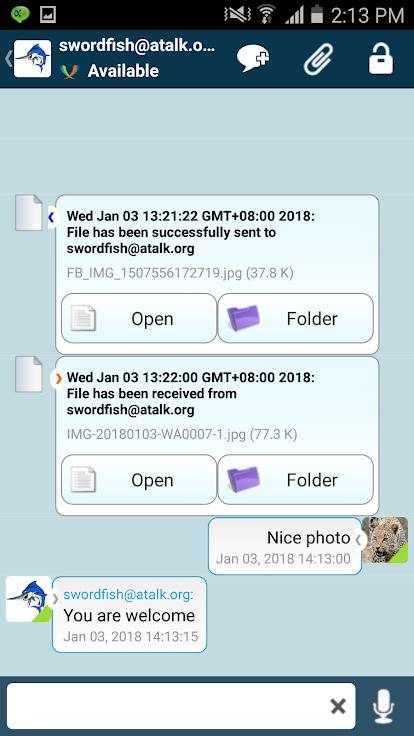 2:13 PM
swordfish@atalk.o...
Available
Wed Jan 03 13:21:22 GMT+08:00 2018:
File has been successfully sent to
swordfish@atalk.org
FB_IMG_1507556172719.jpg (37.8 K)
Open Folder
Wed Jan 03 13:22:00 GMT+08:00 2018:
File has been received from
swordfish@atalk.org
IMG-20180103-WA0007-1.jpg (77.3 K)
Open Folder
Nice photo
Jan 03, 2018 14:13:00
swordfish@atalk.org:
You are welcome
Jan 03, 2018 14:13:15